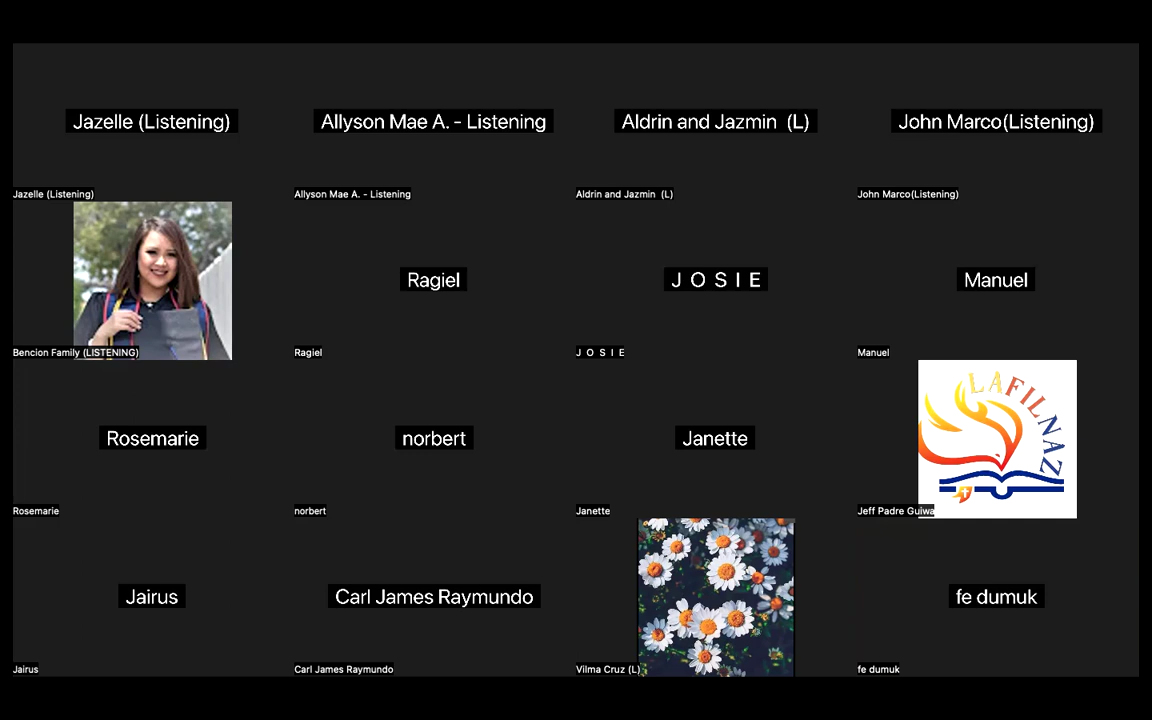 Jazelle (Listening)
Allyson Mae A. - Listening
Aldrin and Jazmin (L)
John Marco(Listening)
Jazelle (Listening)
Allyson Mae A. - Listening
Aldrin and Jazmin (L)
John Marco(Listening)
Ragiel
J O S I E
Manuel
Bencion Family (LISTENING)
Ragiel
J O S I E
Manuel
LAFILNAZ
Rosemarie
norbert
Janette
Rosemarie
norbert
Janette
Jeff Padre Guiwa
Jairus
Carl James Raymundo
fe dumuk
Jairus
Carl James Raymundo
Vilma Cruz (L)
fe dumuk